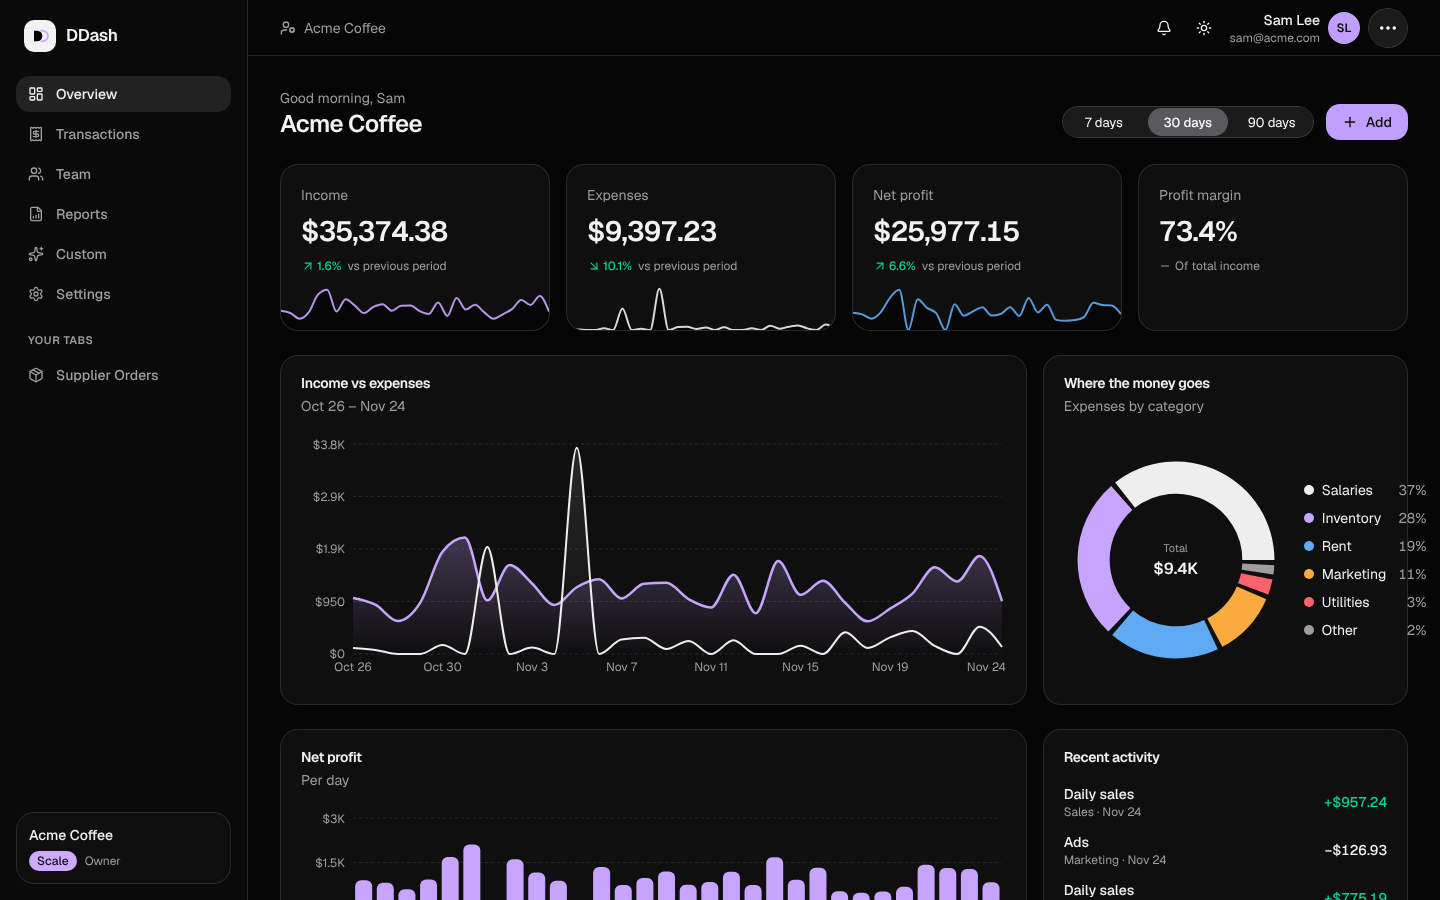 DDash
Overview
Transactions
Team
Reports
Custom
Settings
YOUR TABS
Supplier Orders
Acme Coffee
Scale Owner
Acme Coffee
Sam Lee
sam@acme.com
SL
Good morning, Sam
Acme Coffee
7 days 30 days 90 days
+ Add
Income
$35,374.38
1.6% vs previous period
Expenses
$9,397.23
10.1% vs previous period
Net profit
$25,977.15
6.6% vs previous period
Profit margin
73.4%
Of total income
Income vs expenses
Oct 26 – Nov 24
$3.8K
$2.9K
$1.9K
$950
$0
Oct 26 Oct 30 Nov 3 Nov 7 Nov 11 Nov 15 Nov 19 Nov 24
Where the money goes
Expenses by category
Total
$9.4K
Salaries 37%
Inventory 28%
Rent 19%
Marketing 11%
Utilities 3%
Other 2%
Net profit
Per day
$3K
$1.5K
Recent activity
Daily sales
Sales · Nov 24
+$957.24
Ads
Marketing · Nov 24
−$126.93
Daily sales
+$775.19